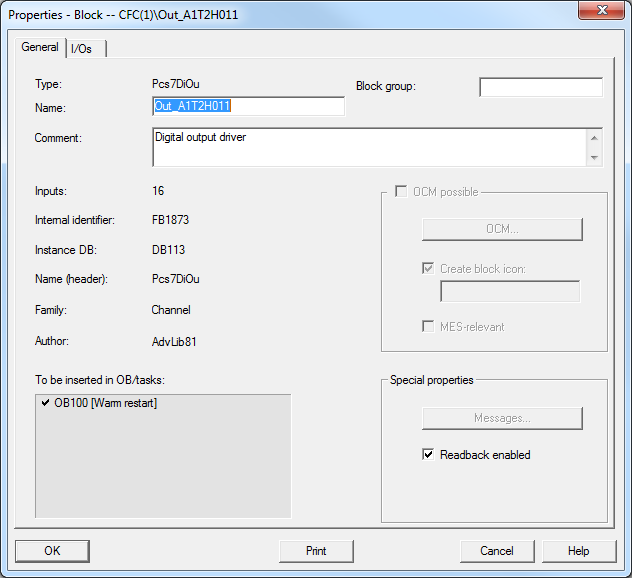 Properties - Block -- CFC(1)\Out_A1T2H011
General
I/Os
Type: Pcs7DiOu
Block group:
Name: Out_A1T2H011
Comment: Digital output driver
Inputs: 16
OCM possible
Internal identifier: FB1873
OCM...
Instance DB: DB113
Create block icon:
Name (header): Pcs7DiOu
Family: Channel
MES-relevant
Author: AdvLib81
To be inserted in OB/tasks:
Special properties
OB100 [Warm restart]
Messages...
Readback enabled
OK
Print
Cancel
Help